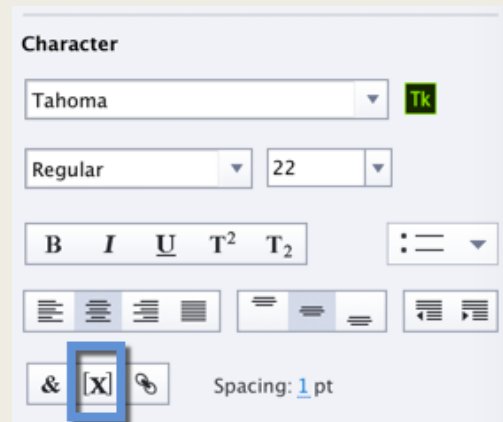 Character
Tahoma Tk
Regular 22
B I U T² T₂
& [X] Spacing: 1 pt